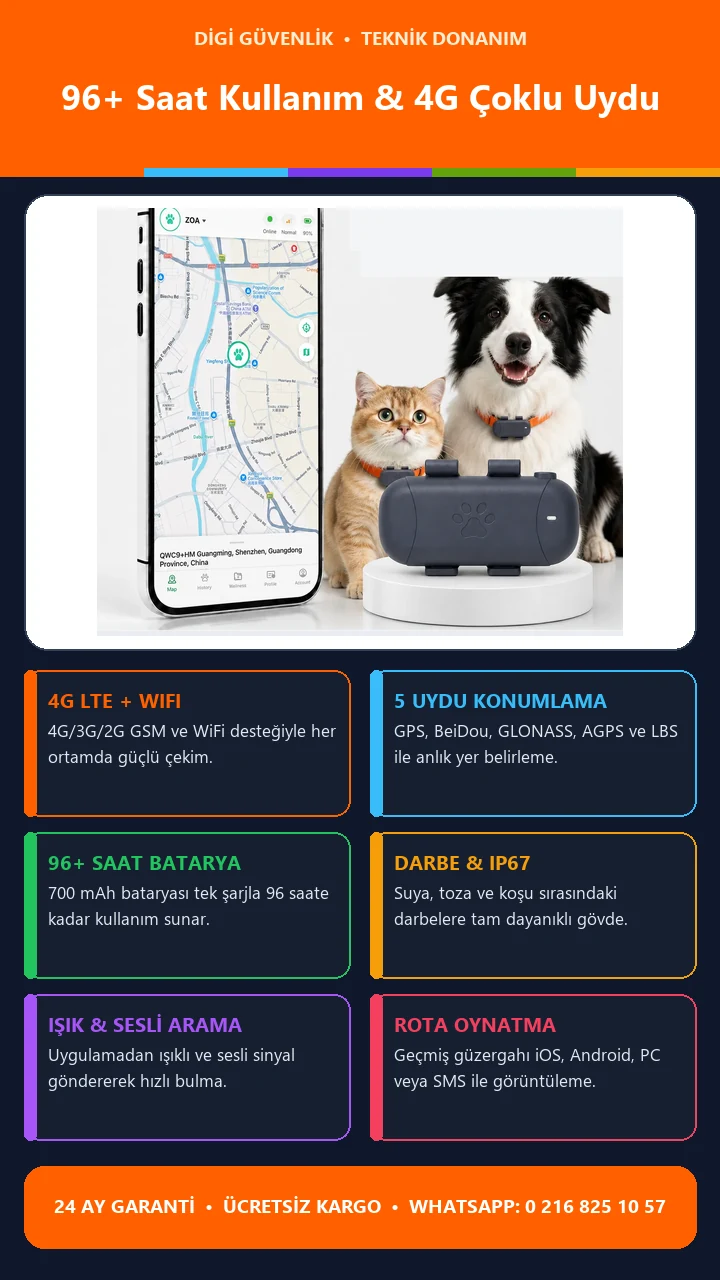 DİGİ GÜVENLİK • TEKNİK DONANIM
96+ Saat Kullanım & 4G Çoklu Uydu
ZOA
Online Normal 90%
QWC9+HM Guangming, Shenzhen, Guangdong
Province, China
Map History Wellness Profile Account
4G LTE + WIFI
4G/3G/2G GSM ve WiFi desteğiyle her
ortamda güçlü çekim.
5 UYDU KONUMLAMA
GPS, BeiDou, GLONASS, AGPS ve LBS
ile anlık yer belirleme.
96+ SAAT BATARYA
700 mAh bataryası tek şarjla 96 saate
kadar kullanım sunar.
DARBE & IP67
Suya, toza ve koşu sırasındaki
darbelere tam dayanıklı gövde.
IŞIK & SESLİ ARAMA
Uygulamadan ışıklı ve sesli sinyal
göndererek hızlı bulma.
ROTA OYNATMA
Geçmiş güzergahı iOS, Android, PC
veya SMS ile görüntüleme.
24 AY GARANTİ • ÜCRETSİZ KARGO • WHATSAPP: 0 216 825 10 57